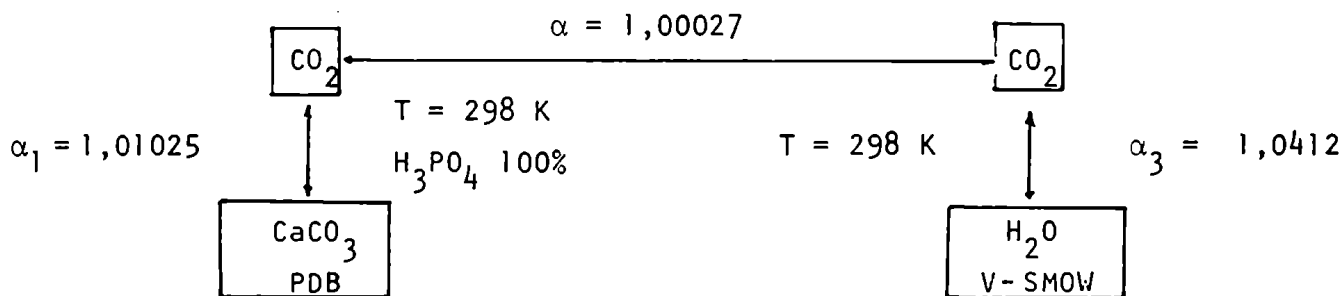 α = 1,00027
CO2 CO2
T = 298 K
α1 = 1,01025 T = 298 K α3 = 1,0412
H3PO4 100%
CaCO3 H2O
PDB V-SMOW